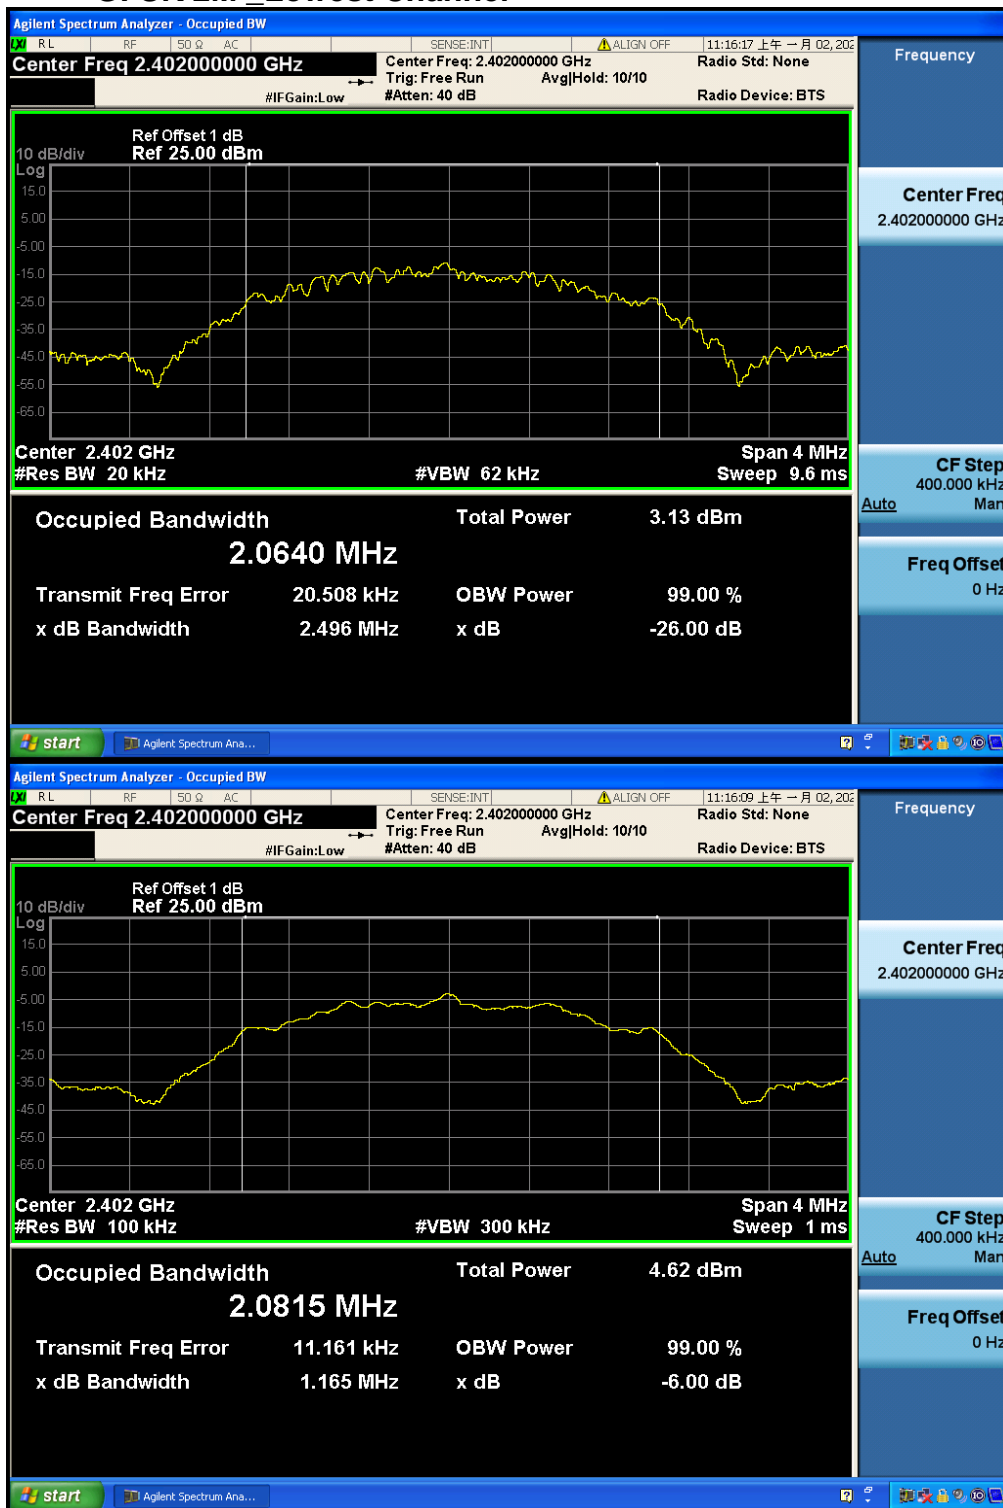 Agilent Spectrum Analyzer - Occupied BW
LXI RL RF 50 Ω AC SENSE:INT ALIGN OFF 11:16:17 上午 一月 02, 202
Center Freq 2.402000000 GHz
Center Freq: 2.402000000 GHz
Radio Std: None
Trig: Free Run Avg|Hold: 10/10
#IFGain:Low
#Atten: 40 dB
Radio Device: BTS
Frequency
Ref Offset 1 dB
10 dB/div Ref 25.00 dBm
Log
15.0
5.00
-5.00
-15.0
-25.0
-35.0
-45.0
-55.0
-65.0
Center 2.402 GHz
Span 4 MHz
#Res BW 20 kHz
#VBW 62 kHz
Sweep 9.6 ms
Center Freq
2.402000000 GHz
CF Step
400.000 kHz
Auto Man
Freq Offset
0 Hz
Occupied Bandwidth
Total Power 3.13 dBm
2.0640 MHz
Transmit Freq Error 20.508 kHz OBW Power 99.00 %
x dB Bandwidth 2.496 MHz x dB -26.00 dB
start
Agilent Spectrum Ana...
Agilent Spectrum Analyzer - Occupied BW
LXI RL RF 50 Ω AC SENSE:INT ALIGN OFF 11:16:09 上午 一月 02, 202
Center Freq 2.402000000 GHz
Center Freq: 2.402000000 GHz
Radio Std: None
Trig: Free Run Avg|Hold: 10/10
#IFGain:Low
#Atten: 40 dB
Radio Device: BTS
Frequency
Ref Offset 1 dB
10 dB/div Ref 25.00 dBm
Log
15.0
5.00
-5.00
-15.0
-25.0
-35.0
-45.0
-55.0
-65.0
Center 2.402 GHz
Span 4 MHz
#Res BW 100 kHz
#VBW 300 kHz
Sweep 1 ms
Center Freq
2.402000000 GHz
CF Step
400.000 kHz
Auto Man
Freq Offset
0 Hz
Occupied Bandwidth
Total Power 4.62 dBm
2.0815 MHz
Transmit Freq Error 11.161 kHz OBW Power 99.00 %
x dB Bandwidth 1.165 MHz x dB -6.00 dB
start
Agilent Spectrum Ana...